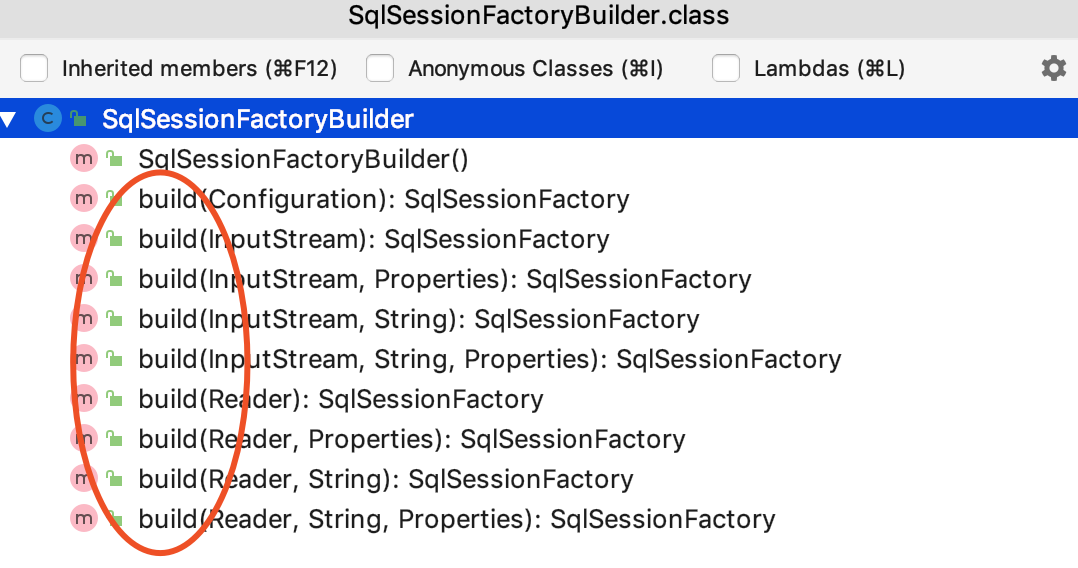 SqlSessionFactoryBuilder.class
Inherited members (⌘F12) Anonymous Classes (⌘I) Lambdas (⌘L)
C SqlSessionFactoryBuilder
m SqlSessionFactoryBuilder()
m build(Configuration): SqlSessionFactory
m build(InputStream): SqlSessionFactory
m build(InputStream, Properties): SqlSessionFactory
m build(InputStream, String): SqlSessionFactory
m build(InputStream, String, Properties): SqlSessionFactory
m build(Reader): SqlSessionFactory
m build(Reader, Properties): SqlSessionFactory
m build(Reader, String): SqlSessionFactory
m build(Reader, String, Properties): SqlSessionFactory